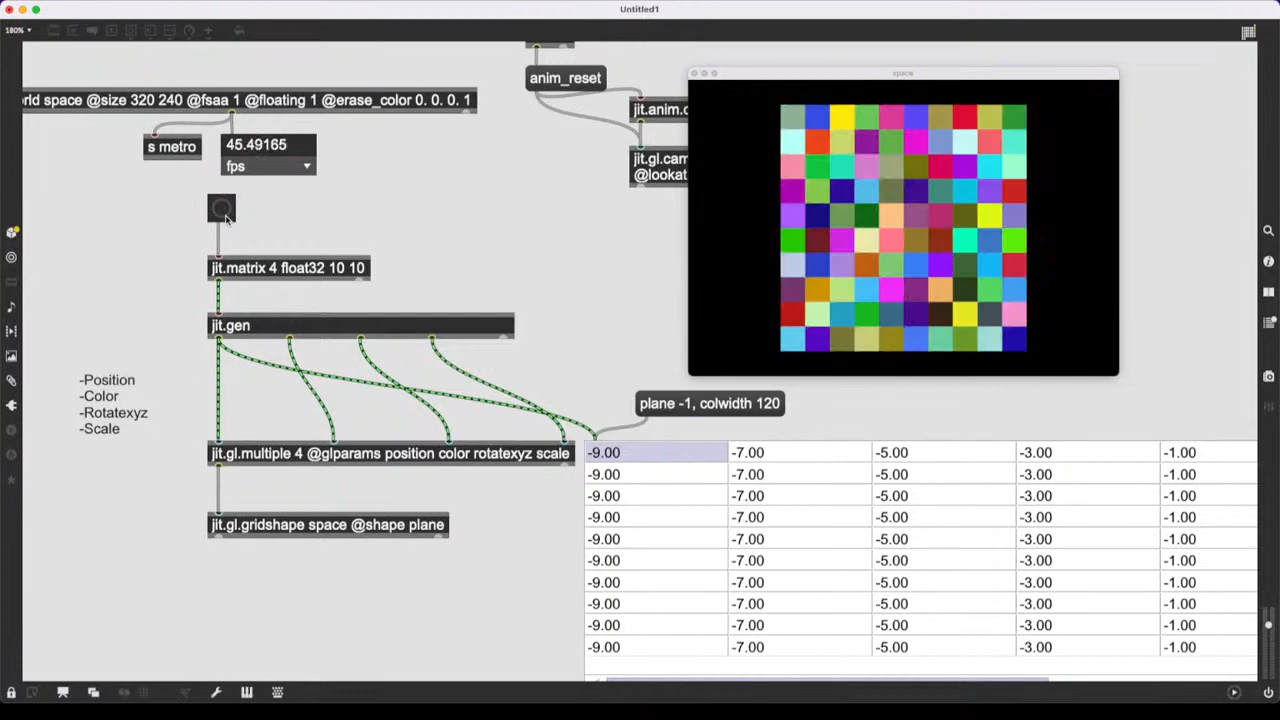 Untitled1
180%
anim_reset
space
rld space @size 320 240 @fsaa 1 @floating 1 @erase_color 0. 0. 0. 1
jit.anim.d
s metro
45.49165
fps
jit.gl.cam
@lookat
jit.matrix 4 float32 10 10
jit.gen
-Position
-Color
-Rotatexyz
-Scale
plane -1, colwidth 120
jit.gl.multiple 4 @glparams position color rotatexyz scale
jit.gl.gridshape space @shape plane
-9.00 -7.00 -5.00 -3.00 -1.00
-9.00 -7.00 -5.00 -3.00 -1.00
-9.00 -7.00 -5.00 -3.00 -1.00
-9.00 -7.00 -5.00 -3.00 -1.00
-9.00 -7.00 -5.00 -3.00 -1.00
-9.00 -7.00 -5.00 -3.00 -1.00
-9.00 -7.00 -5.00 -3.00 -1.00
-9.00 -7.00 -5.00 -3.00 -1.00
-9.00 -7.00 -5.00 -3.00 -1.00
-9.00 -7.00 -5.00 -3.00 -1.00